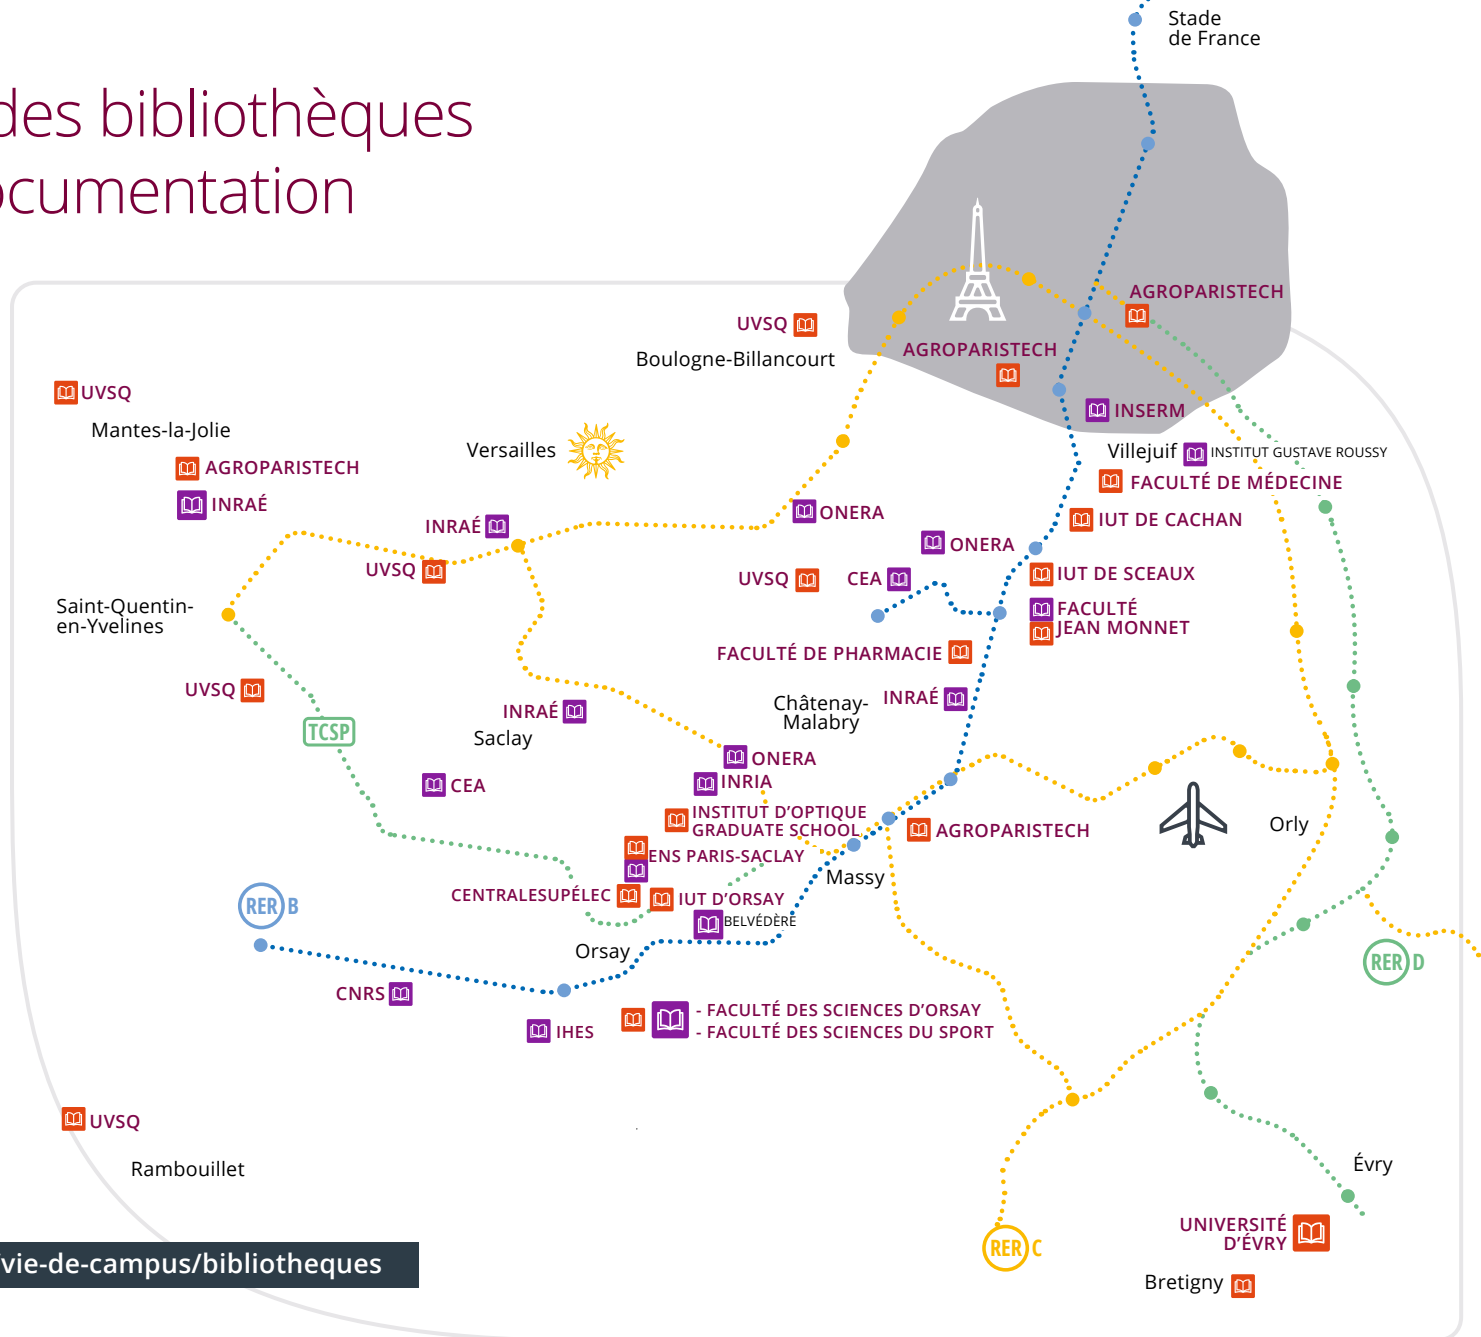 Stade
de France
des bibliothèques
ocumentation
AGROPARISTECH
UVSQ
AGROPARISTECH
Boulogne-Billancourt
UVSQ
INSERM
Mantes-la-Jolie
Versailles
Villejuif
INSTITUT GUSTAVE ROUSSY
AGROPARISTECH
FACULTÉ DE MÉDECINE
INRAÉ
ONERA
IUT DE CACHAN
INRAÉ
ONERA
UVSQ
UVSQ
CEA
IUT DE SCEAUX
Saint-Quentin-
en-Yvelines
FACULTÉ
JEAN MONNET
FACULTÉ DE PHARMACIE
UVSQ
Châtenay-
Malabry
INRAÉ
INRAÉ
Saclay
TCSP
ONERA
INRIA
CEA
INSTITUT D'OPTIQUE
GRADUATE SCHOOL
AGROPARISTECH
Orly
ENS PARIS-SACLAY
Massy
CENTRALESUPÉLEC
IUT D'ORSAY
RER B
BELVÉDÈRE
Orsay
RER D
CNRS
- FACULTÉ DES SCIENCES D'ORSAY
- FACULTÉ DES SCIENCES DU SPORT
IHES
UVSQ
Rambouillet
Évry
UNIVERSITÉ
D'ÉVRY
RER C
/vie-de-campus/bibliotheques
Bretigny